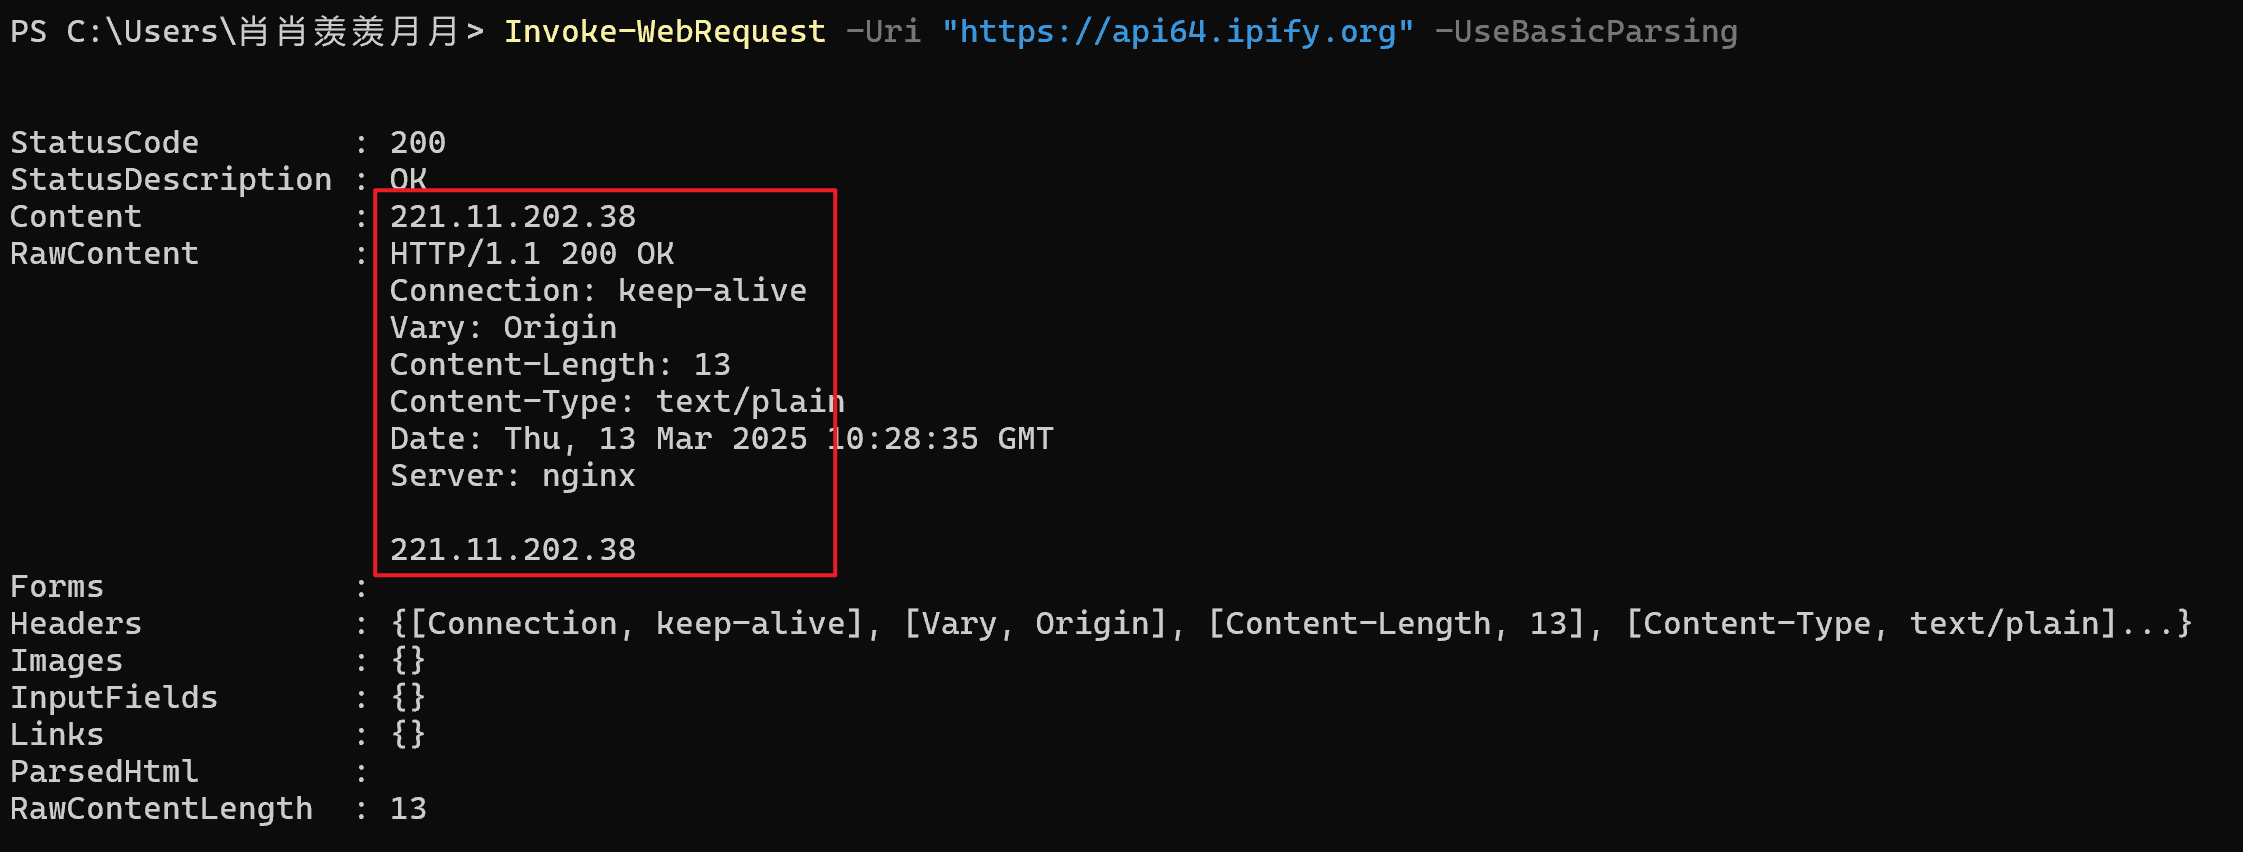 PS C:\Users\肖肖羡羡月月> Invoke-WebRequest -Uri "https://api64.ipify.org" -UseBasicParsing
StatusCode        : 200
StatusDescription : OK
Content           : 221.11.202.38
RawContent        : HTTP/1.1 200 OK
Connection: keep-alive
Vary: Origin
Content-Length: 13
Content-Type: text/plain
Date: Thu, 13 Mar 2025 10:28:35 GMT
Server: nginx
221.11.202.38
Forms             :
Headers           : {[Connection, keep-alive], [Vary, Origin], [Content-Length, 13], [Content-Type, text/plain]...}
Images            : {}
InputFields       : {}
Links             : {}
ParsedHtml        :
RawContentLength  : 13